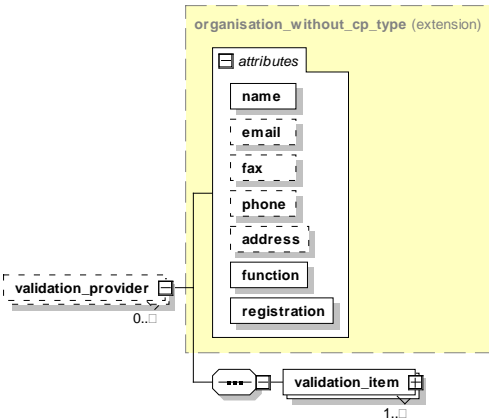 organisation_without_cp_type (extension)
attributes
name
email
fax
phone
address
function
registration
validation_provider
0..□
validation_item
1..□